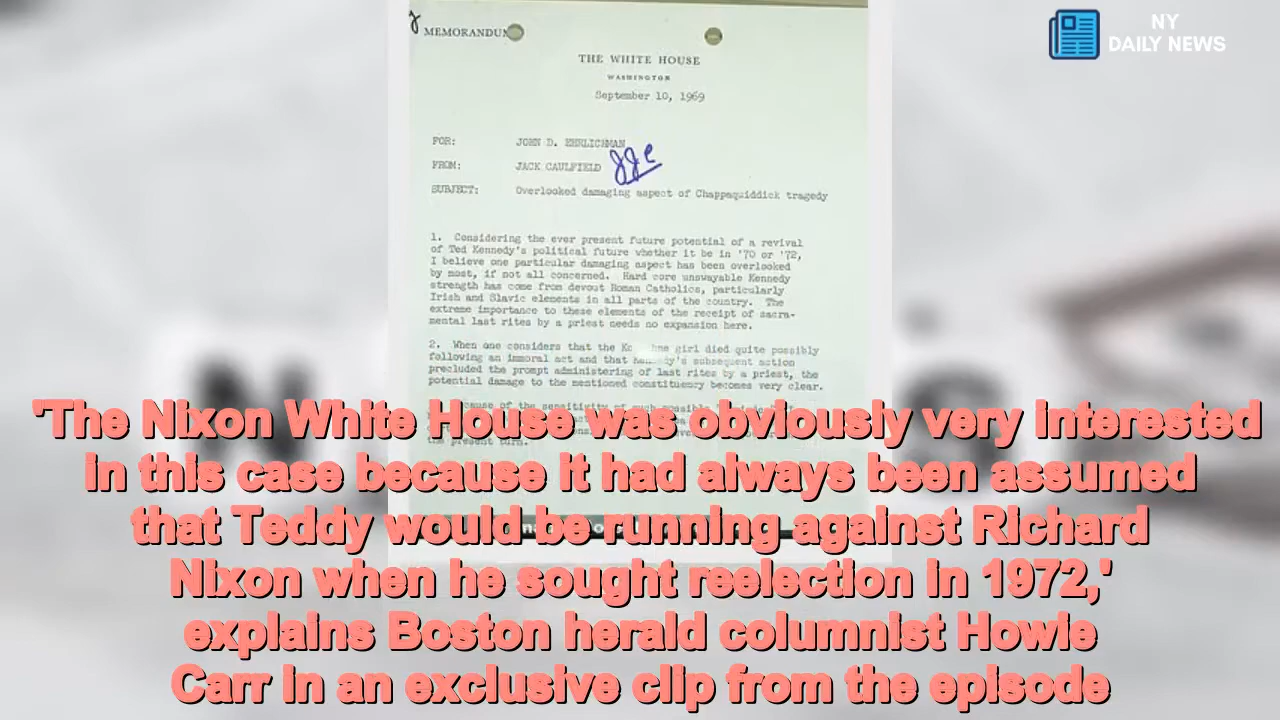 MEMORANDUM
NY
DAILY NEWS
THE WHITE HOUSE
WASHINGTON
September 10, 1969
FOR: JOHN D. EHRLICHMAN
FROM: JACK CAULFIELD
SUBJECT: Overlooked damaging aspect of Chappaquiddick tragedy
1. Considering the ever present future potential of a revival
of Ted Kennedy's political future whether it be in '70 or '72,
I believe one particular damaging aspect has been overlooked
by most, if not all concerned. Hard core unswayable Kennedy
strength has come from devout Roman Catholics, particularly
Irish and Slavic elements in all parts of the country. The
extreme importance to these elements of the receipt of sacra-
mental last rites by a priest needs no expansion here.
2. When one considers that the girl died quite possibly
following an immoral act and that Kennedy's subsequent action
precluded the prompt administering of last rites by a priest, the
potential damage to the mentioned constituency becomes very clear.
of the sensitivity of such
the present turn.
'The Nixon White House was obviously very interested
in this case because it had always been assumed
that Teddy would be running against Richard
Nixon when he sought reelection in 1972,'
explains Boston herald columnist Howie
Carr in an exclusive clip from the episode